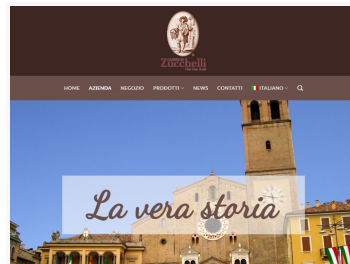 Zucchelli
HOME AZIENDA NEGOZIO PRODOTTI NEWS CONTATTI ITALIANO
La vera storia